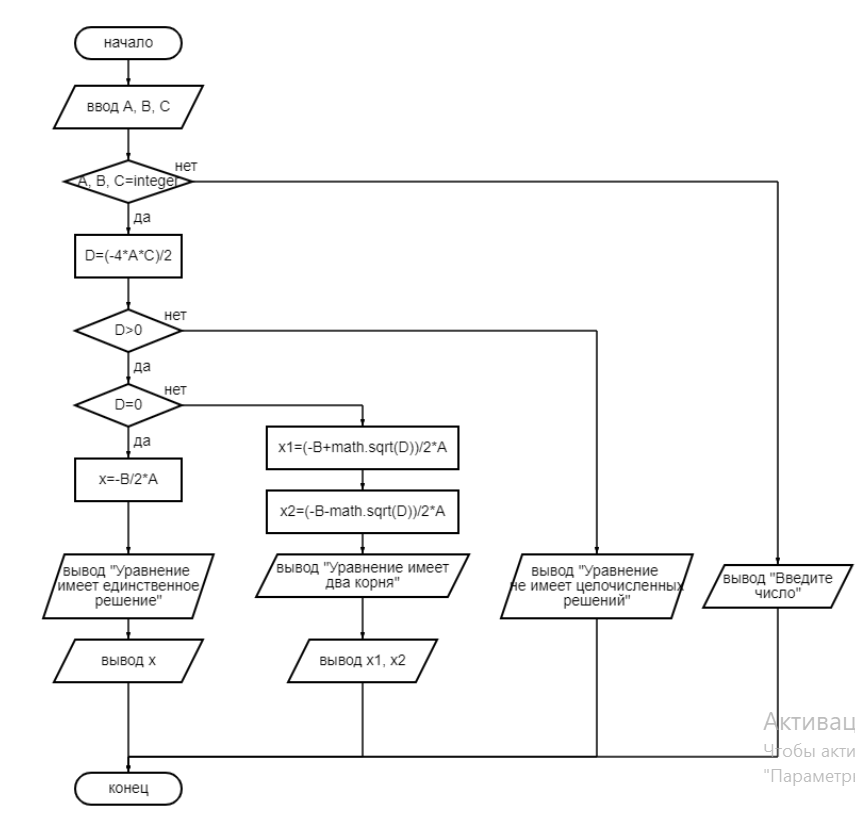 начало
ввод A, B, C
нет
A, B, C=integer
да
D=(-4*A*C)/2
нет
D>0
да
нет
D=0
да
x1=(-B+math.sqrt(D))/2*A
x=-B/2*A
x2=(-B-math.sqrt(D))/2*A
вывод "Уравнение
имеет единственное
решение"
вывод "Уравнение имеет
два корня"
вывод "Уравнение
не имеет целочисленных
решений"
вывод "Введите
число"
вывод x
вывод x1, x2
Активац
Чтобы акти
"Параметры
конец